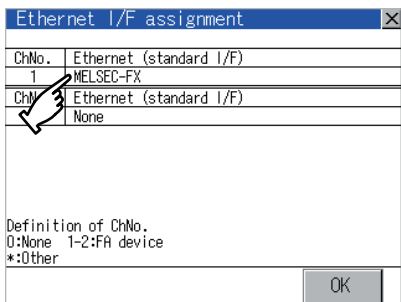 Ethernet I/F assignment
ChNo. Ethernet (standard I/F)
1 MELSEC-FX
Ethernet (standard I/F)
None
Definition of ChNo.
0:None 1-2:FA device
*:Other
OK